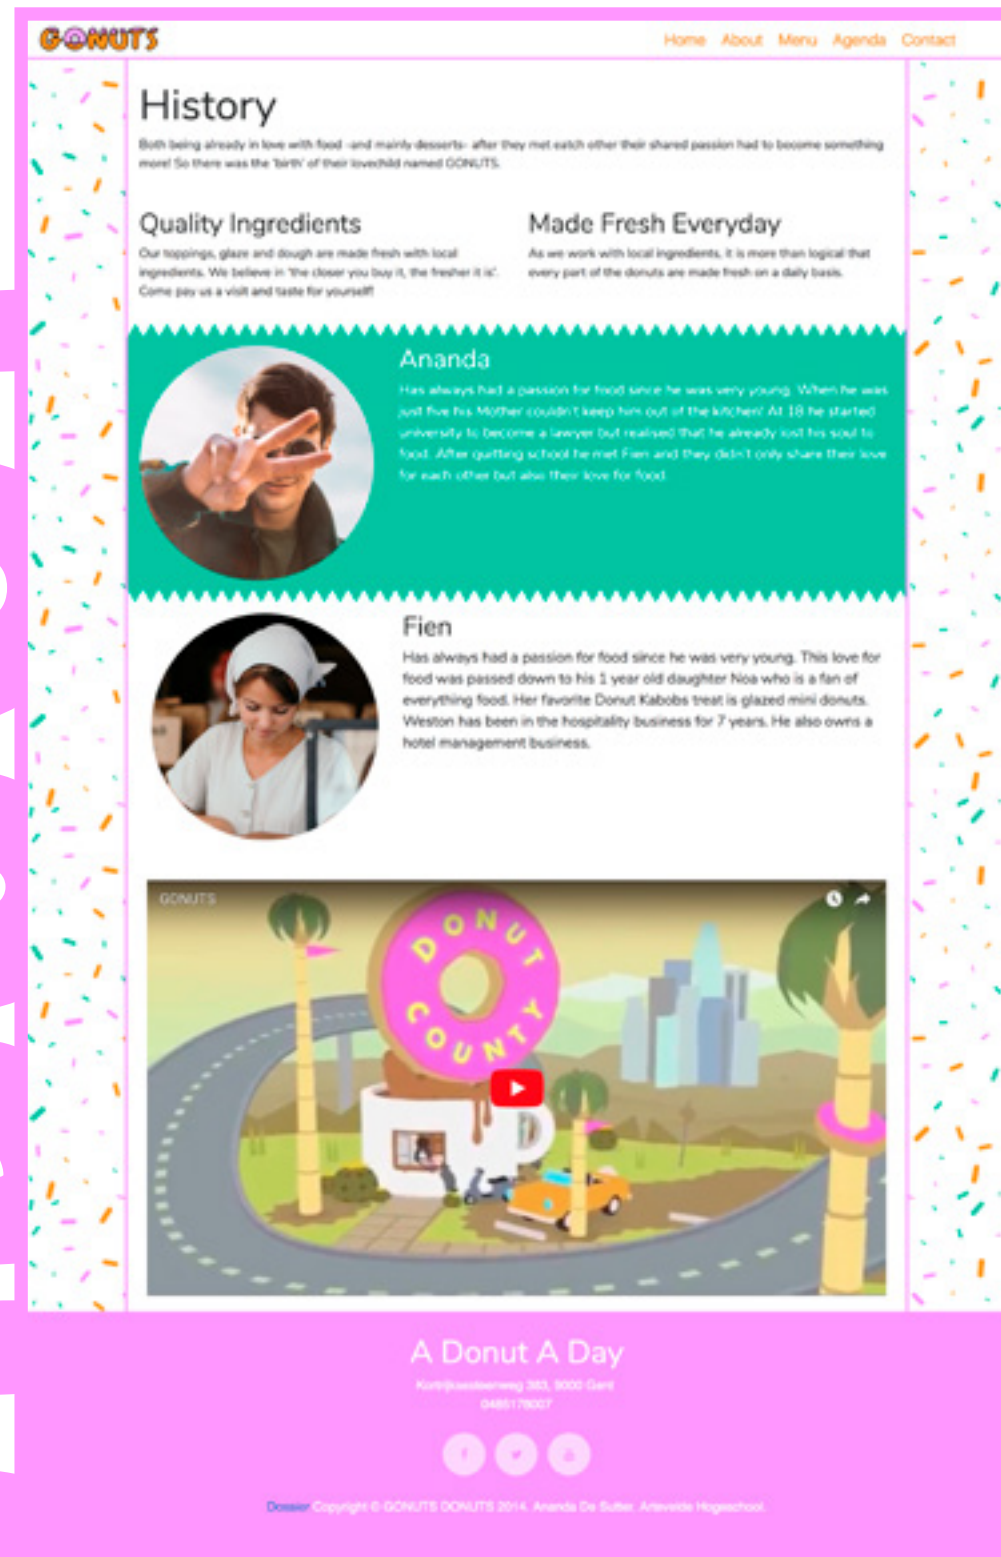 GONUTS
Home About Menu Agenda Contact
History
Both being already in love with food -and mainly desserts- after they met eatch other their shared passion had to become something
more! So there was the 'birth' of their lovechild named GONUTS.
Quality Ingredients
Our toppings, glaze and dough are made fresh with local
ingredients. We believe in 'the closer you buy it, the fresher it is'.
Come pay us a visit and taste for yourself!
Made Fresh Everyday
As we work with local ingredients, it is more than logical that
every part of the donuts are made fresh on a daily basis.
Ananda
Has always had a passion for food since he was very young. When he was
just five his Mother couldn't keep him out of the kitchen! At 18 he started
university to become a lawyer but realised that he already lost his soul to
food. After quitting school he met Fien and they didn't only share their love
for each other but also their love for food.
Fien
Has always had a passion for food since he was very young. This love for
food was passed down to his 1 year old daughter Noa who is a fan of
everything food. Her favorite Donut Kabobs treat is glazed mini donuts.
Weston has been in the hospitality business for 7 years. He also owns a
hotel management business.
GONUTS
DONUT
COUNTY
A Donut A Day
Kortrijksesteenweg 383, 9000 Gent
0485178007
Dossier Copyright © GONUTS DONUTS 2014. Ananda De Sutter. Artevelde Hogeschool.